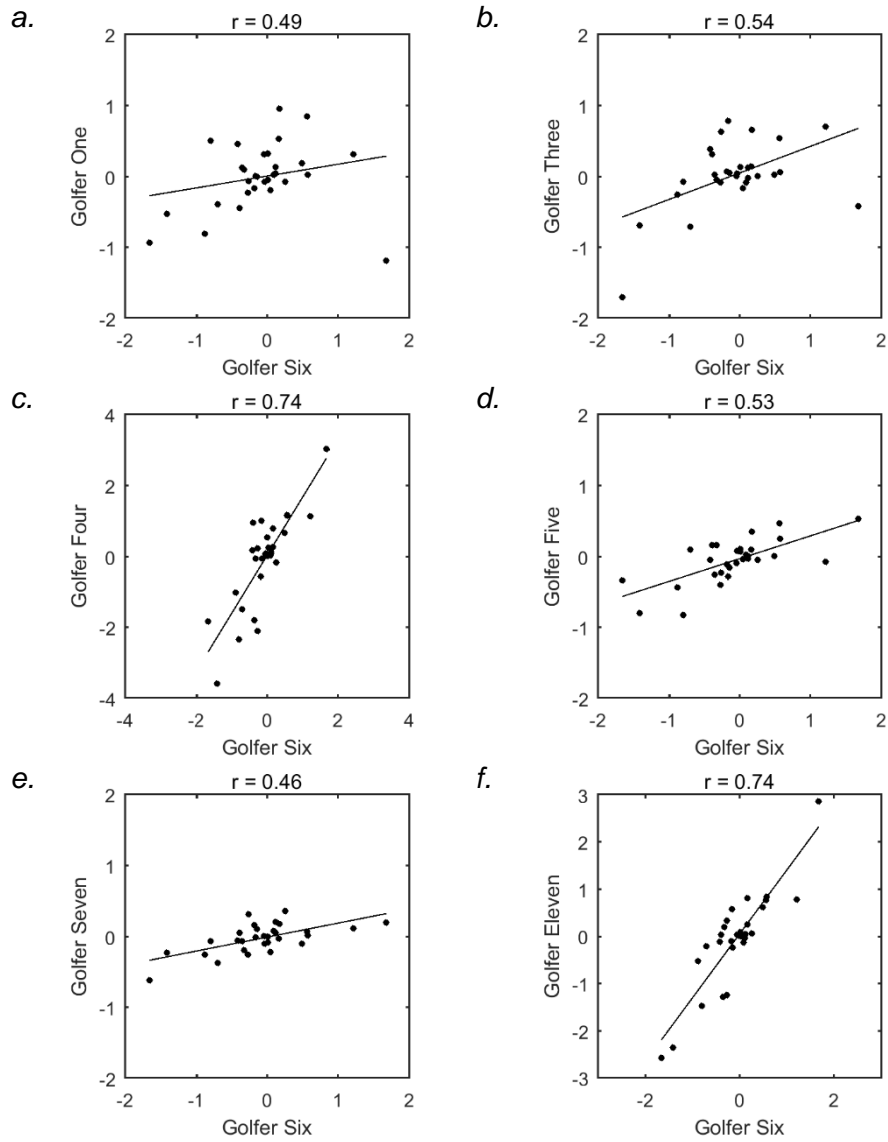 a.
r = 0.49
2
1
0
-1
-2
Golfer One
-2
-1
0
1
2
Golfer Six
b.
r = 0.54
2
1
0
-1
-2
Golfer Three
-2
-1
0
1
2
Golfer Six
c.
r = 0.74
4
2
0
-2
-4
Golfer Four
-4
-2
0
2
4
Golfer Six
d.
r = 0.53
2
1
0
-1
-2
Golfer Five
-2
-1
0
1
2
Golfer Six
e.
r = 0.46
2
1
0
-1
-2
Golfer Seven
-2
-1
0
1
2
Golfer Six
f.
r = 0.74
3
2
1
0
-1
-2
-3
Golfer Eleven
-2
0
2
Golfer Six